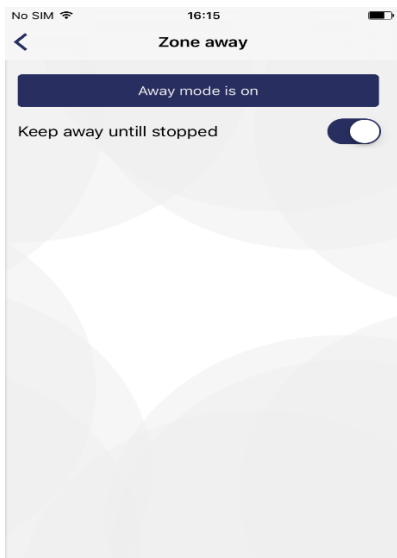 No SIM 16:15
Zone away
Away mode is on
Keep away untill stopped